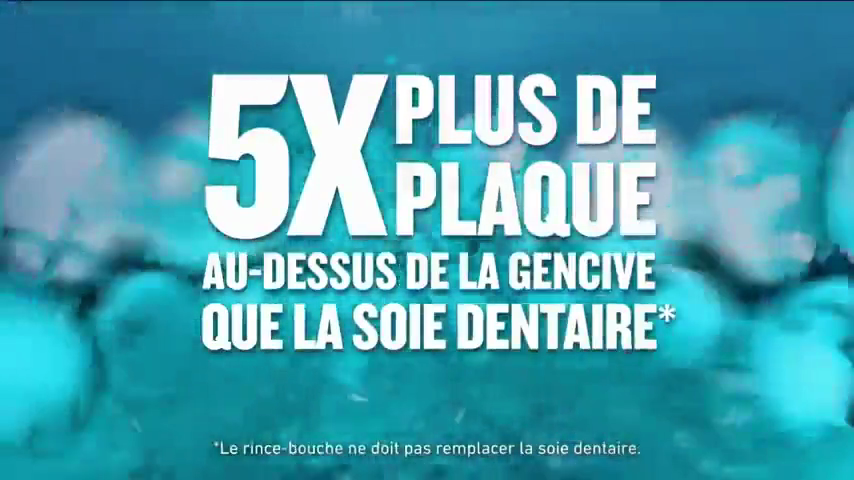 5X PLUS DE
PLAQUE
AU-DESSUS DE LA GENCIVE
QUE LA SOIE DENTAIRE*
*Le rince-bouche ne doit pas remplacer la soie dentaire.